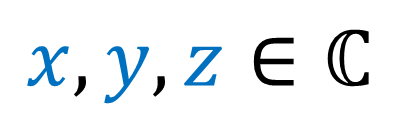 x, y, z ∈ ℂ